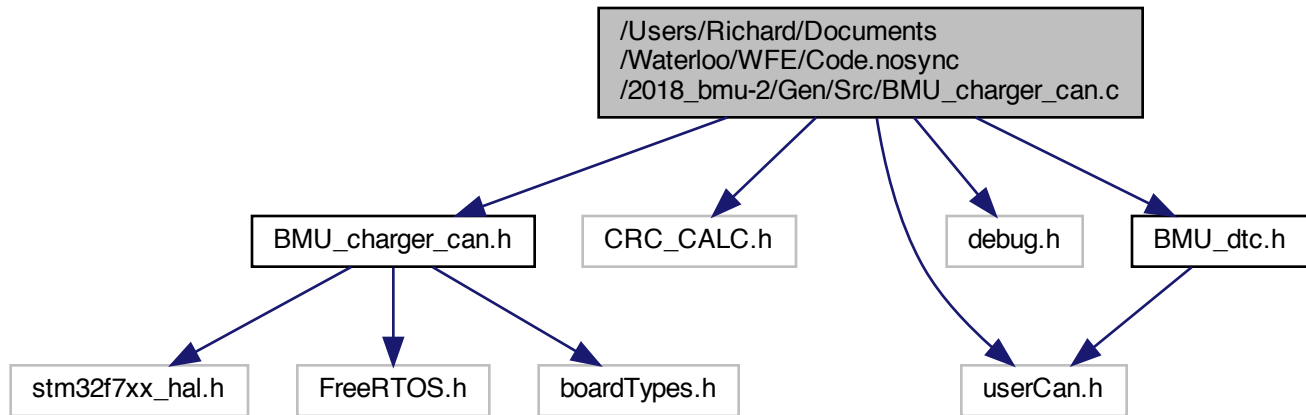 /Users/Richard/Documents
/Waterloo/WFE/Code.nosync
/2018_bmu-2/Gen/Src/BMU_charger_can.c
BMU_charger_can.h
CRC_CALC.h
debug.h
BMU_dtc.h
stm32f7xx_hal.h
FreeRTOS.h
boardTypes.h
userCan.h